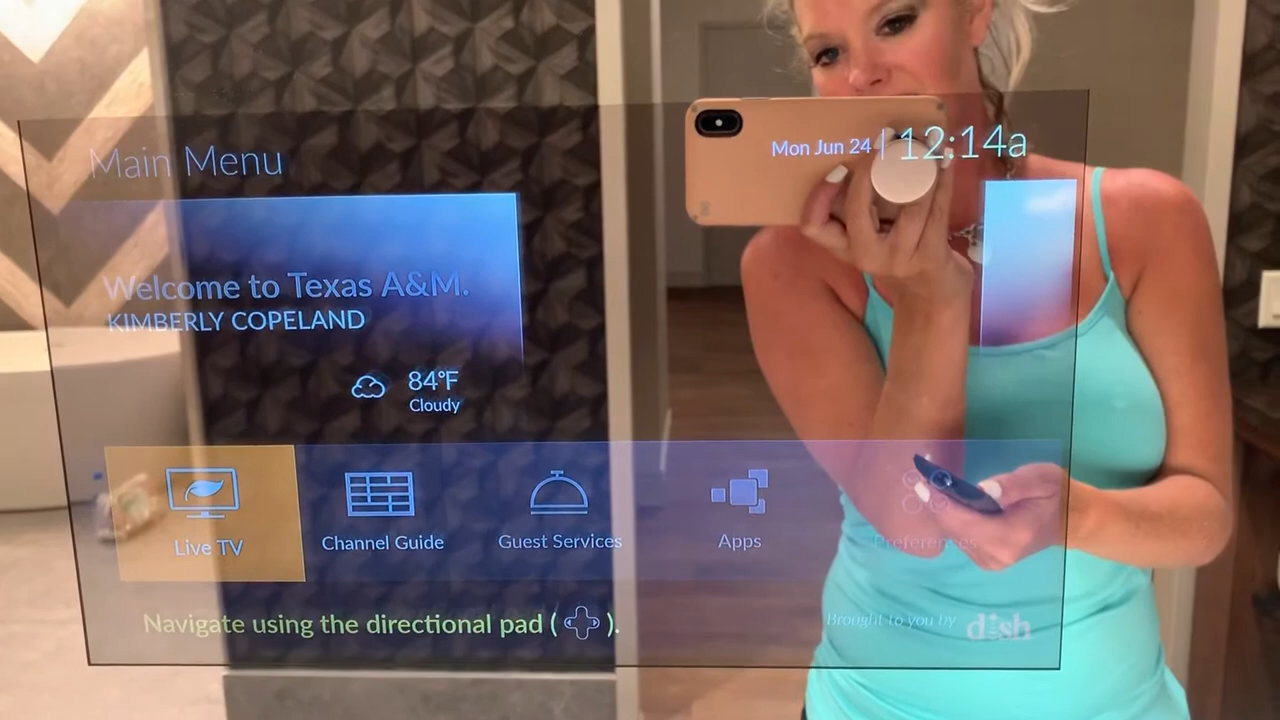 Main Menu
Mon Jun 24 | 12:14a
Welcome to Texas A&M.
KIMBERLY COPELAND
84°F
Cloudy
Live TV
Channel Guide
Guest Services
Apps
Preferences
Navigate using the directional pad ( ).
Brought to you by dish